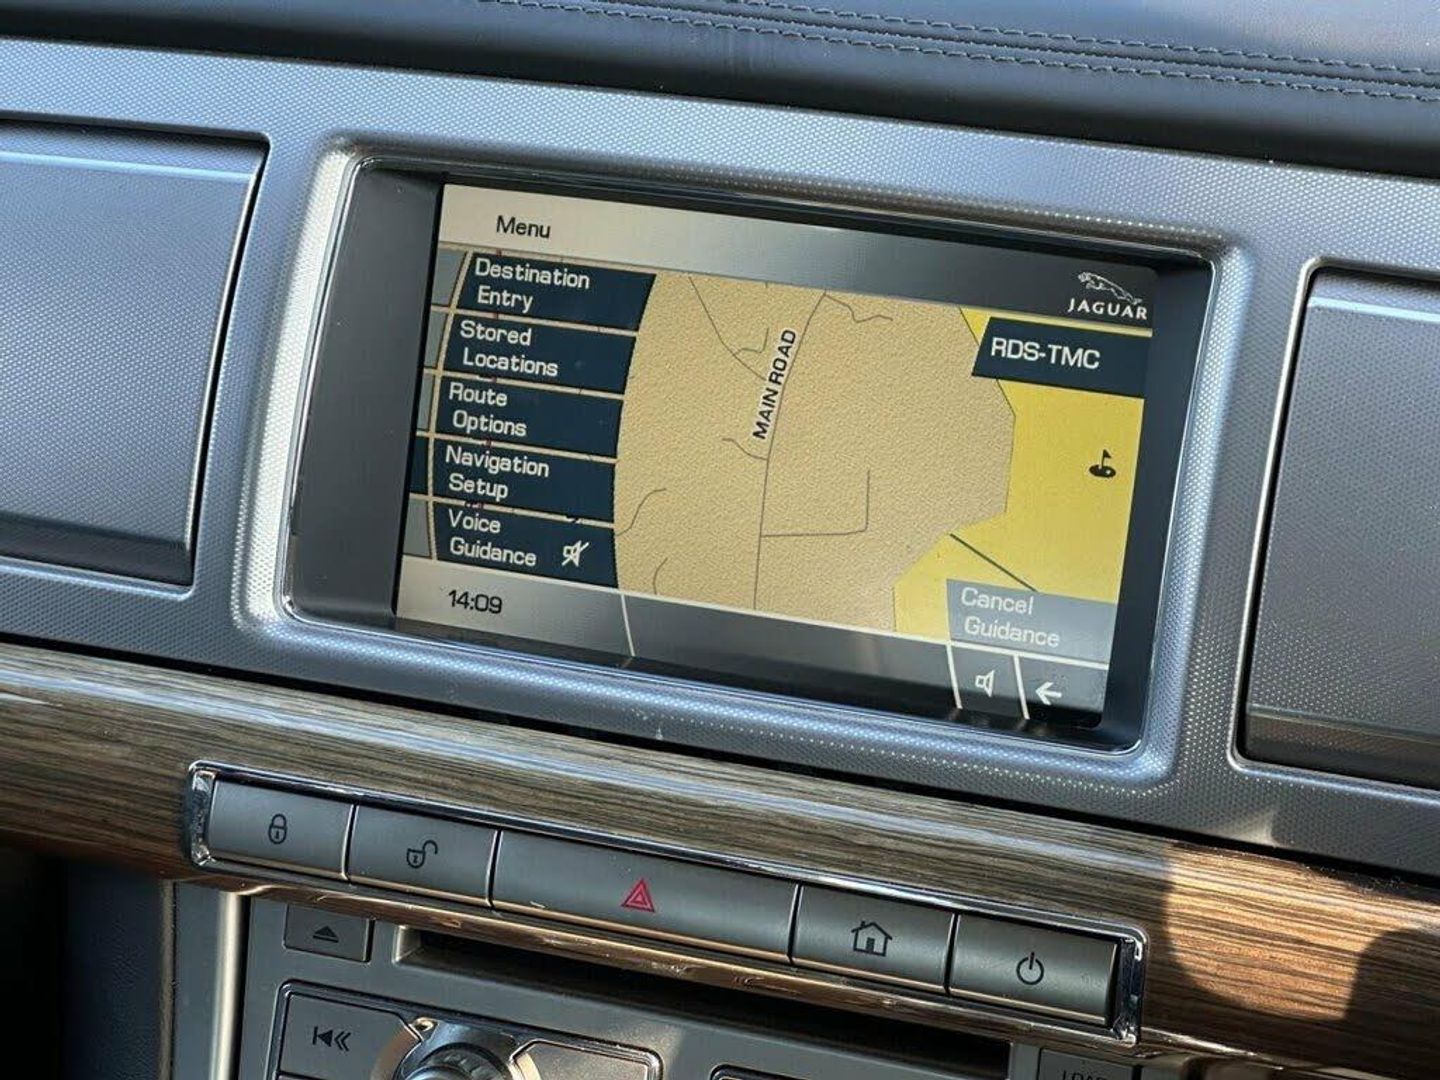 Menu
Destination
Entry
JAGUAR
Stored
Locations
RDS-TMC
MAIN ROAD
Route
Options
Navigation
Setup
Voice
Guidance
14:09
Cancel
Guidance